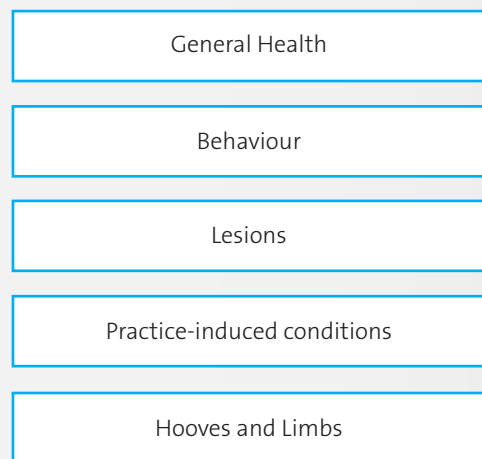 General Health
Behaviour
Lesions
Practice-induced conditions
Hooves and Limbs